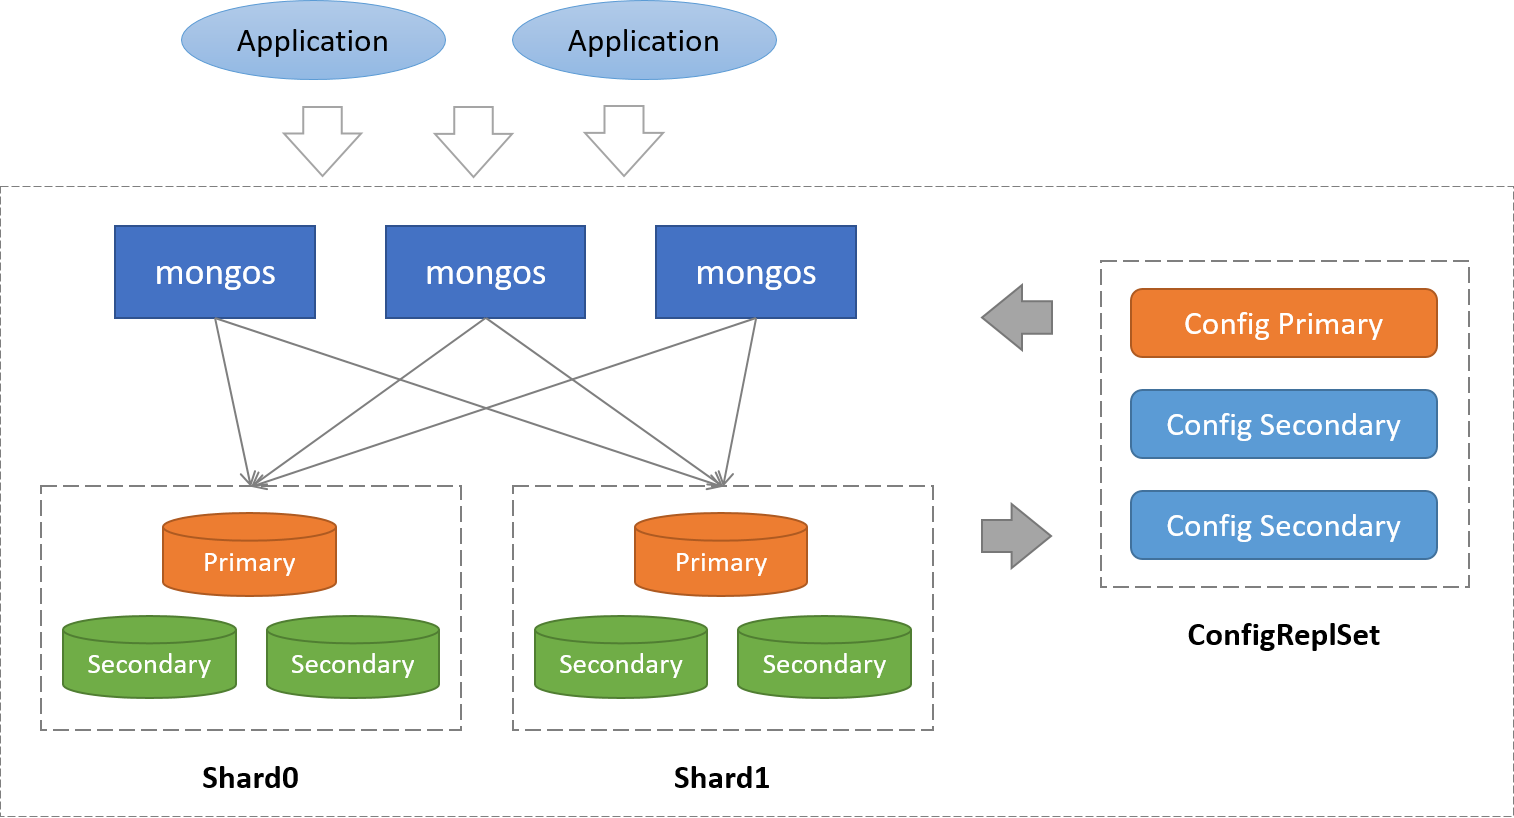 Application
Application
mongos
mongos
mongos
Config Primary
Config Secondary
Config Secondary
ConfigReplSet
Primary
Secondary
Secondary
Shard0
Primary
Secondary
Secondary
Shard1